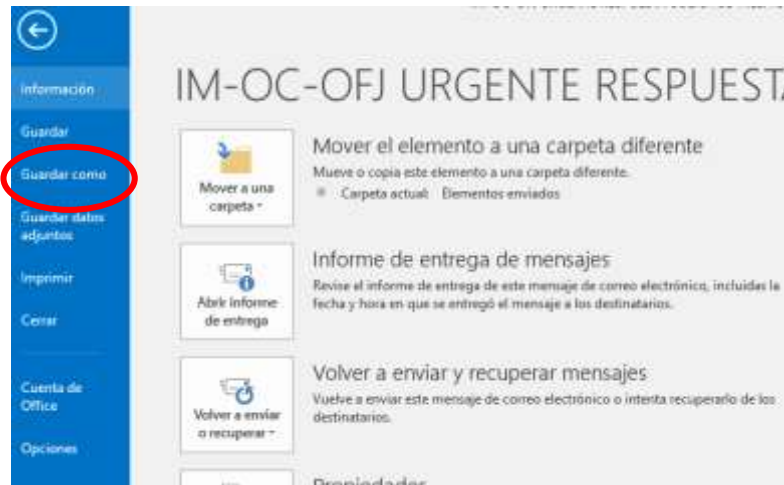 Información
Guardar
Guardar como
Guardar datos
adjuntos
Imprimir
Cerrar
Cuenta de
Office
Opciones
IM-OC-OFJ URGENTE RESPUESTA
Mover a una
carpeta
Mover el elemento a una carpeta diferente
Mueve o copia este elemento a una carpeta diferente.
Carpeta actual: Elementos enviados
Abrir informe
de entrega
Informe de entrega de mensajes
Revise el informe de entrega de este mensaje de correo electrónico, incluidas la
fecha y hora en que se entregó el mensaje a los destinatarios.
Volver a enviar
o recuperar
Volver a enviar y recuperar mensajes
Vuelve a enviar este mensaje de correo electrónico o intenta recuperarlo de los
destinatarios.
Propiedades